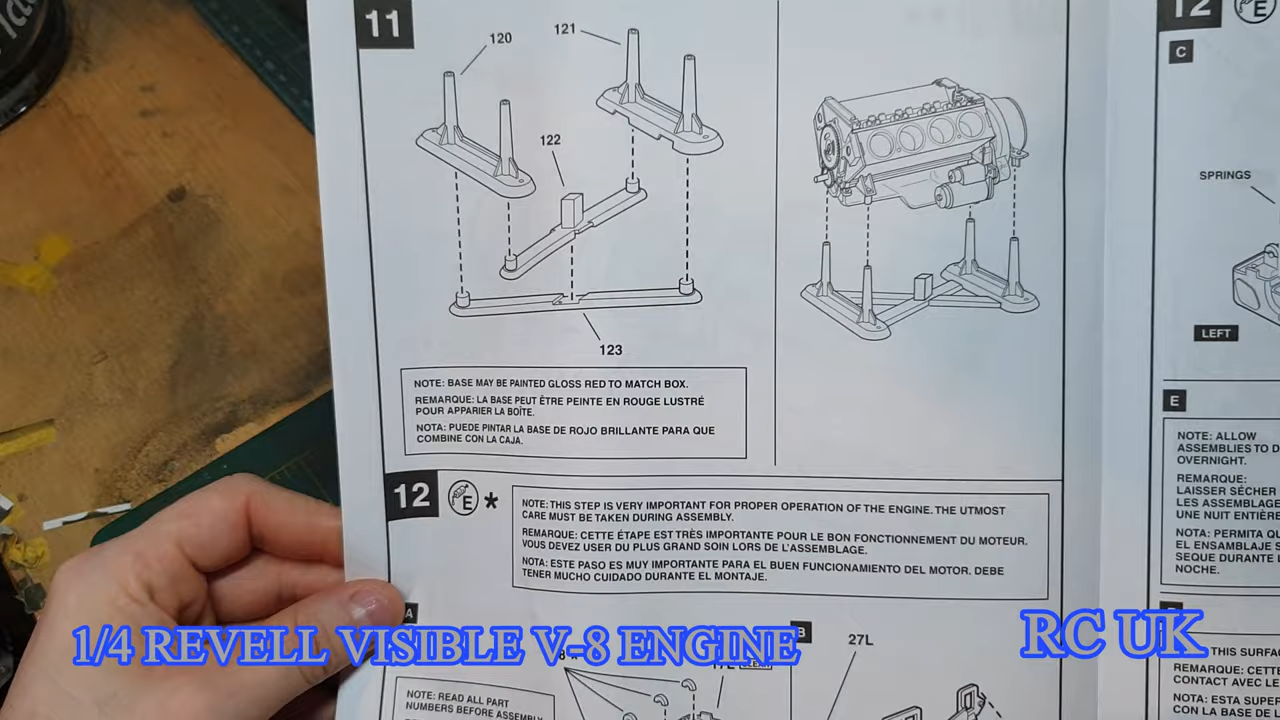 11
120
121
122
123
NOTE: BASE MAY BE PAINTED GLOSS RED TO MATCH BOX.
REMARQUE: LA BASE PEUT ÊTRE PEINTE EN ROUGE LUSTRÉ
POUR APPARIER LA BOÎTE.
NOTA: PUEDE PINTAR LA BASE DE ROJO BRILLANTE PARA QUE
COMBINE CON LA CAJA.
12
E
*
NOTE: THIS STEP IS VERY IMPORTANT FOR PROPER OPERATION OF THE ENGINE. THE UTMOST
CARE MUST BE TAKEN DURING ASSEMBLY.
REMARQUE: CETTE ÉTAPE EST TRÈS IMPORTANTE POUR LE BON FONCTIONNEMENT DU MOTEUR.
VOUS DEVEZ USER DU PLUS GRAND SOIN LORS DE L'ASSEMBLAGE.
NOTA: ESTE PASO ES MUY IMPORTANTE PARA EL BUEN FUNCIONAMIENTO DEL MOTOR. DEBE
TENER MUCHO CUIDADO DURANTE EL MONTAJE.
A
B
27L
NOTE: READ ALL PART
NUMBERS BEFORE ASSEMBLY
12
E
C
SPRINGS
LEFT
E
NOTE: ALLOW
ASSEMBLIES TO D
OVERNIGHT.
REMARQUE:
LAISSER SÉCHER
LES ASSEMBLAGE
UNE NUIT ENTIÈRE
NOTA: PERMITA QU
EL ENSAMBLAJE S
SEQUE DURANTE L
NOCHE.
THIS SURFA
REMARQUE: CETTE
CONTACT AVEC LE
NOTA: ESTA SUPER
CON LA BASE DE L
1/4 REVELL VISIBLE V-8 ENGINE
RC UK